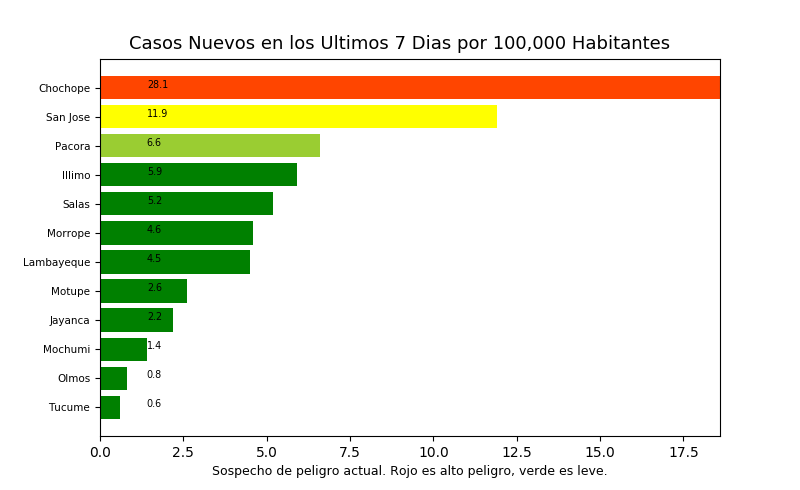 Casos Nuevos en los Ultimos 7 Dias por 100,000 Habitantes
Chochope 28.1
San Jose 11.9
Pacora 6.6
Illimo 5.9
Salas 5.2
Morrope 4.6
Lambayeque 4.5
Motupe 2.6
Jayanca 2.2
Mochumi 1.4
Olmos 0.8
Tucume 0.6
0.0 2.5 5.0 7.5 10.0 12.5 15.0 17.5
Sospecho de peligro actual. Rojo es alto peligro, verde es leve.